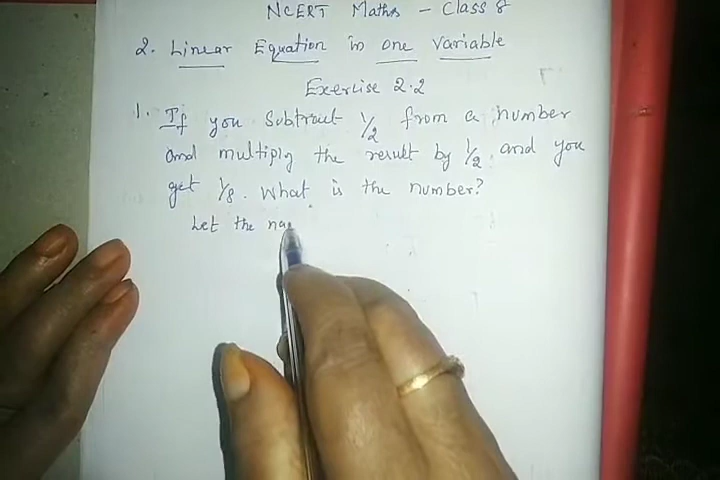 NCERT Maths - Class 8
2. Linear Equation in one Variable
Exercise 2.2
1. If you Subtract 1/2 from a number
and multiply the result by 1/2 and you
get 1/8. What is the number?
Let the